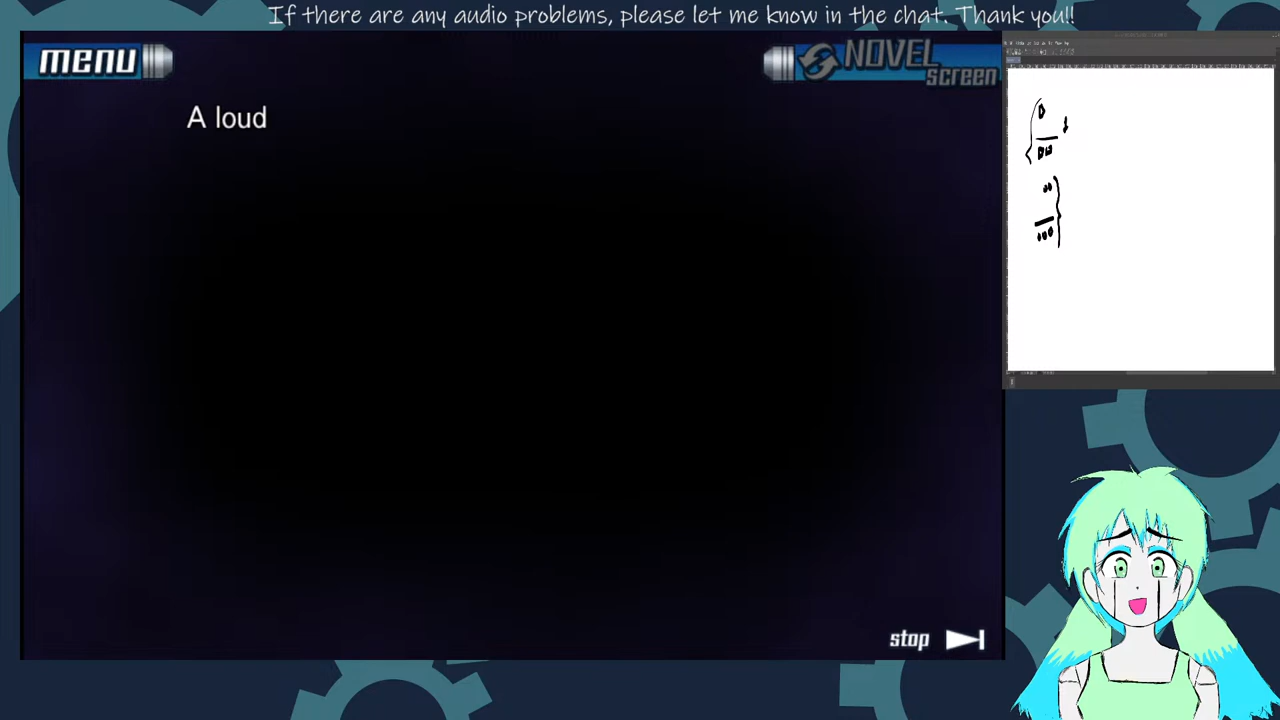 If there are any audio problems, please let me know in the chat. Thank you!!
menu
NOVEL
screen
A loud
stop